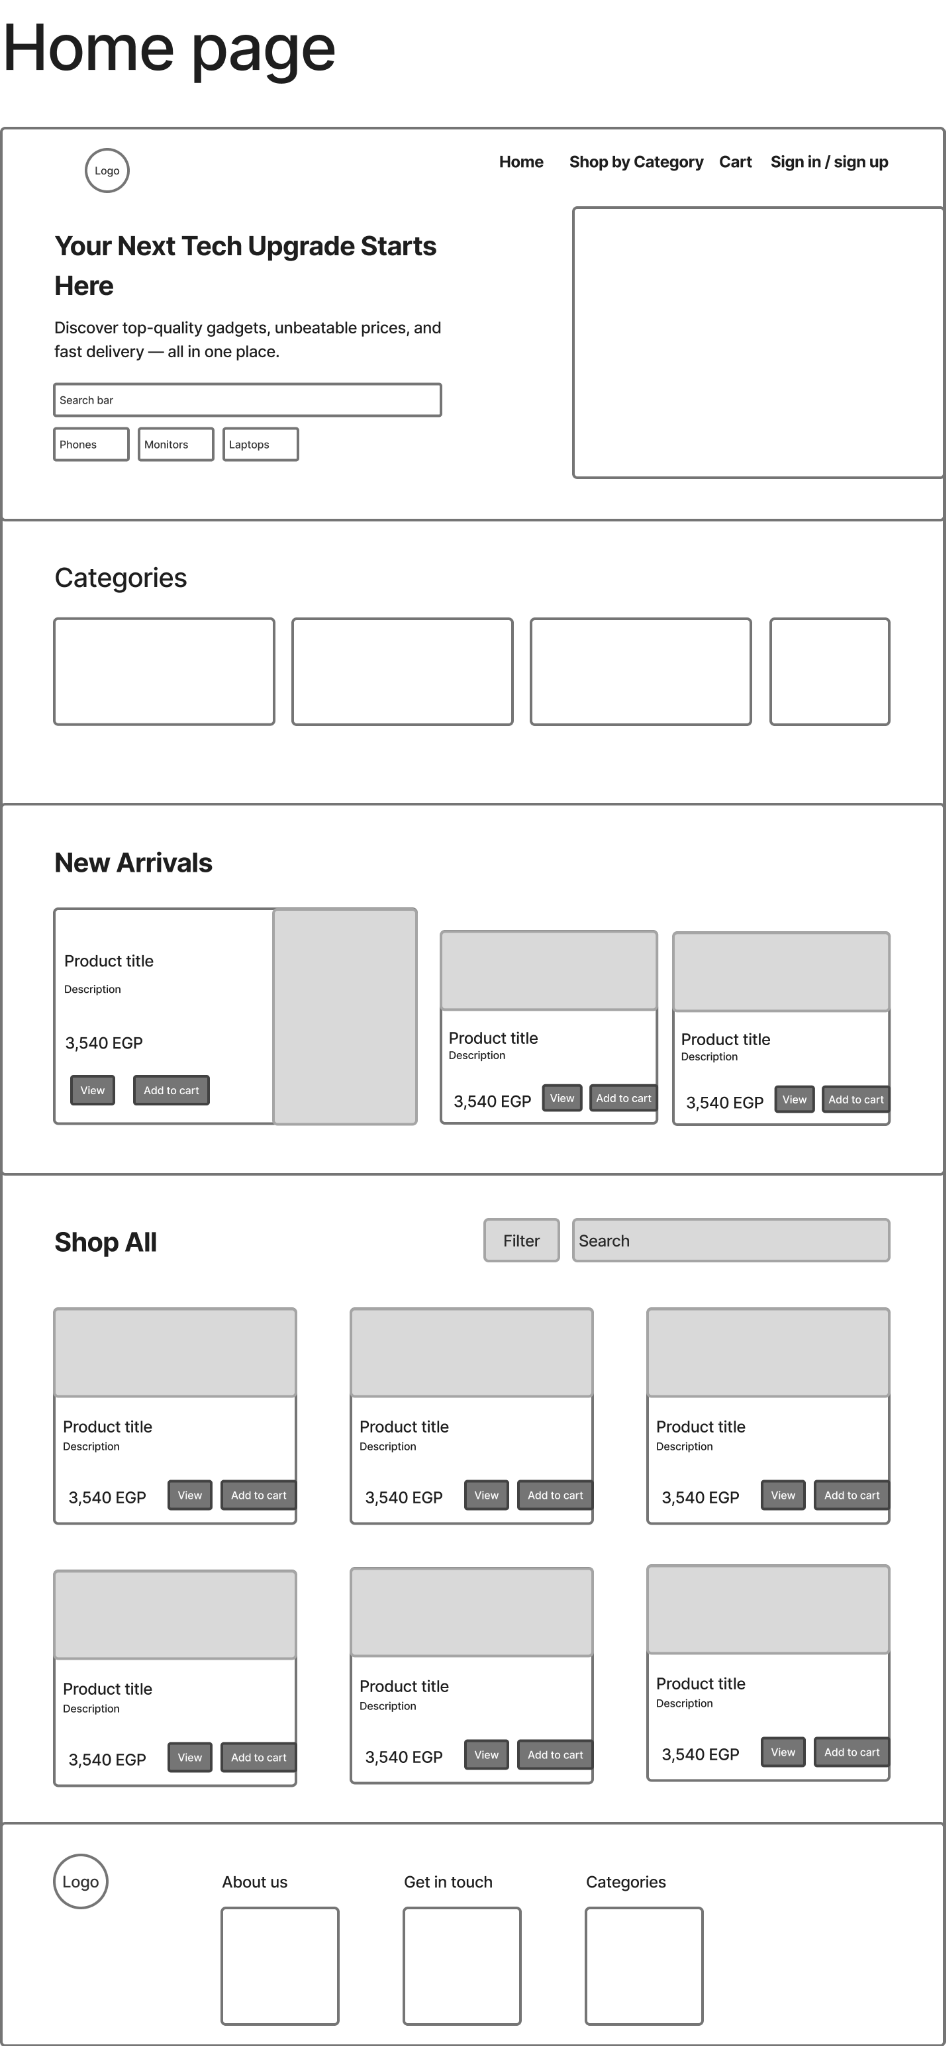 Home page
Logo
Home
Shop by Category
Cart
Sign in / sign up
Your Next Tech Upgrade Starts
Here
Discover top-quality gadgets, unbeatable prices, and
fast delivery — all in one place.
Search bar
Phones
Monitors
Laptops
Categories
New Arrivals
Product title
Description
3,540 EGP
View
Add to cart
Product title
Description
3,540 EGP
View
Add to cart
Product title
Description
3,540 EGP
View
Add to cart
Shop All
Filter
Search
Product title
Description
3,540 EGP
View
Add to cart
Product title
Description
3,540 EGP
View
Add to cart
Product title
Description
3,540 EGP
View
Add to cart
Product title
Description
3,540 EGP
View
Add to cart
Product title
Description
3,540 EGP
View
Add to cart
Product title
Description
3,540 EGP
View
Add to cart
Logo
About us
Get in touch
Categories